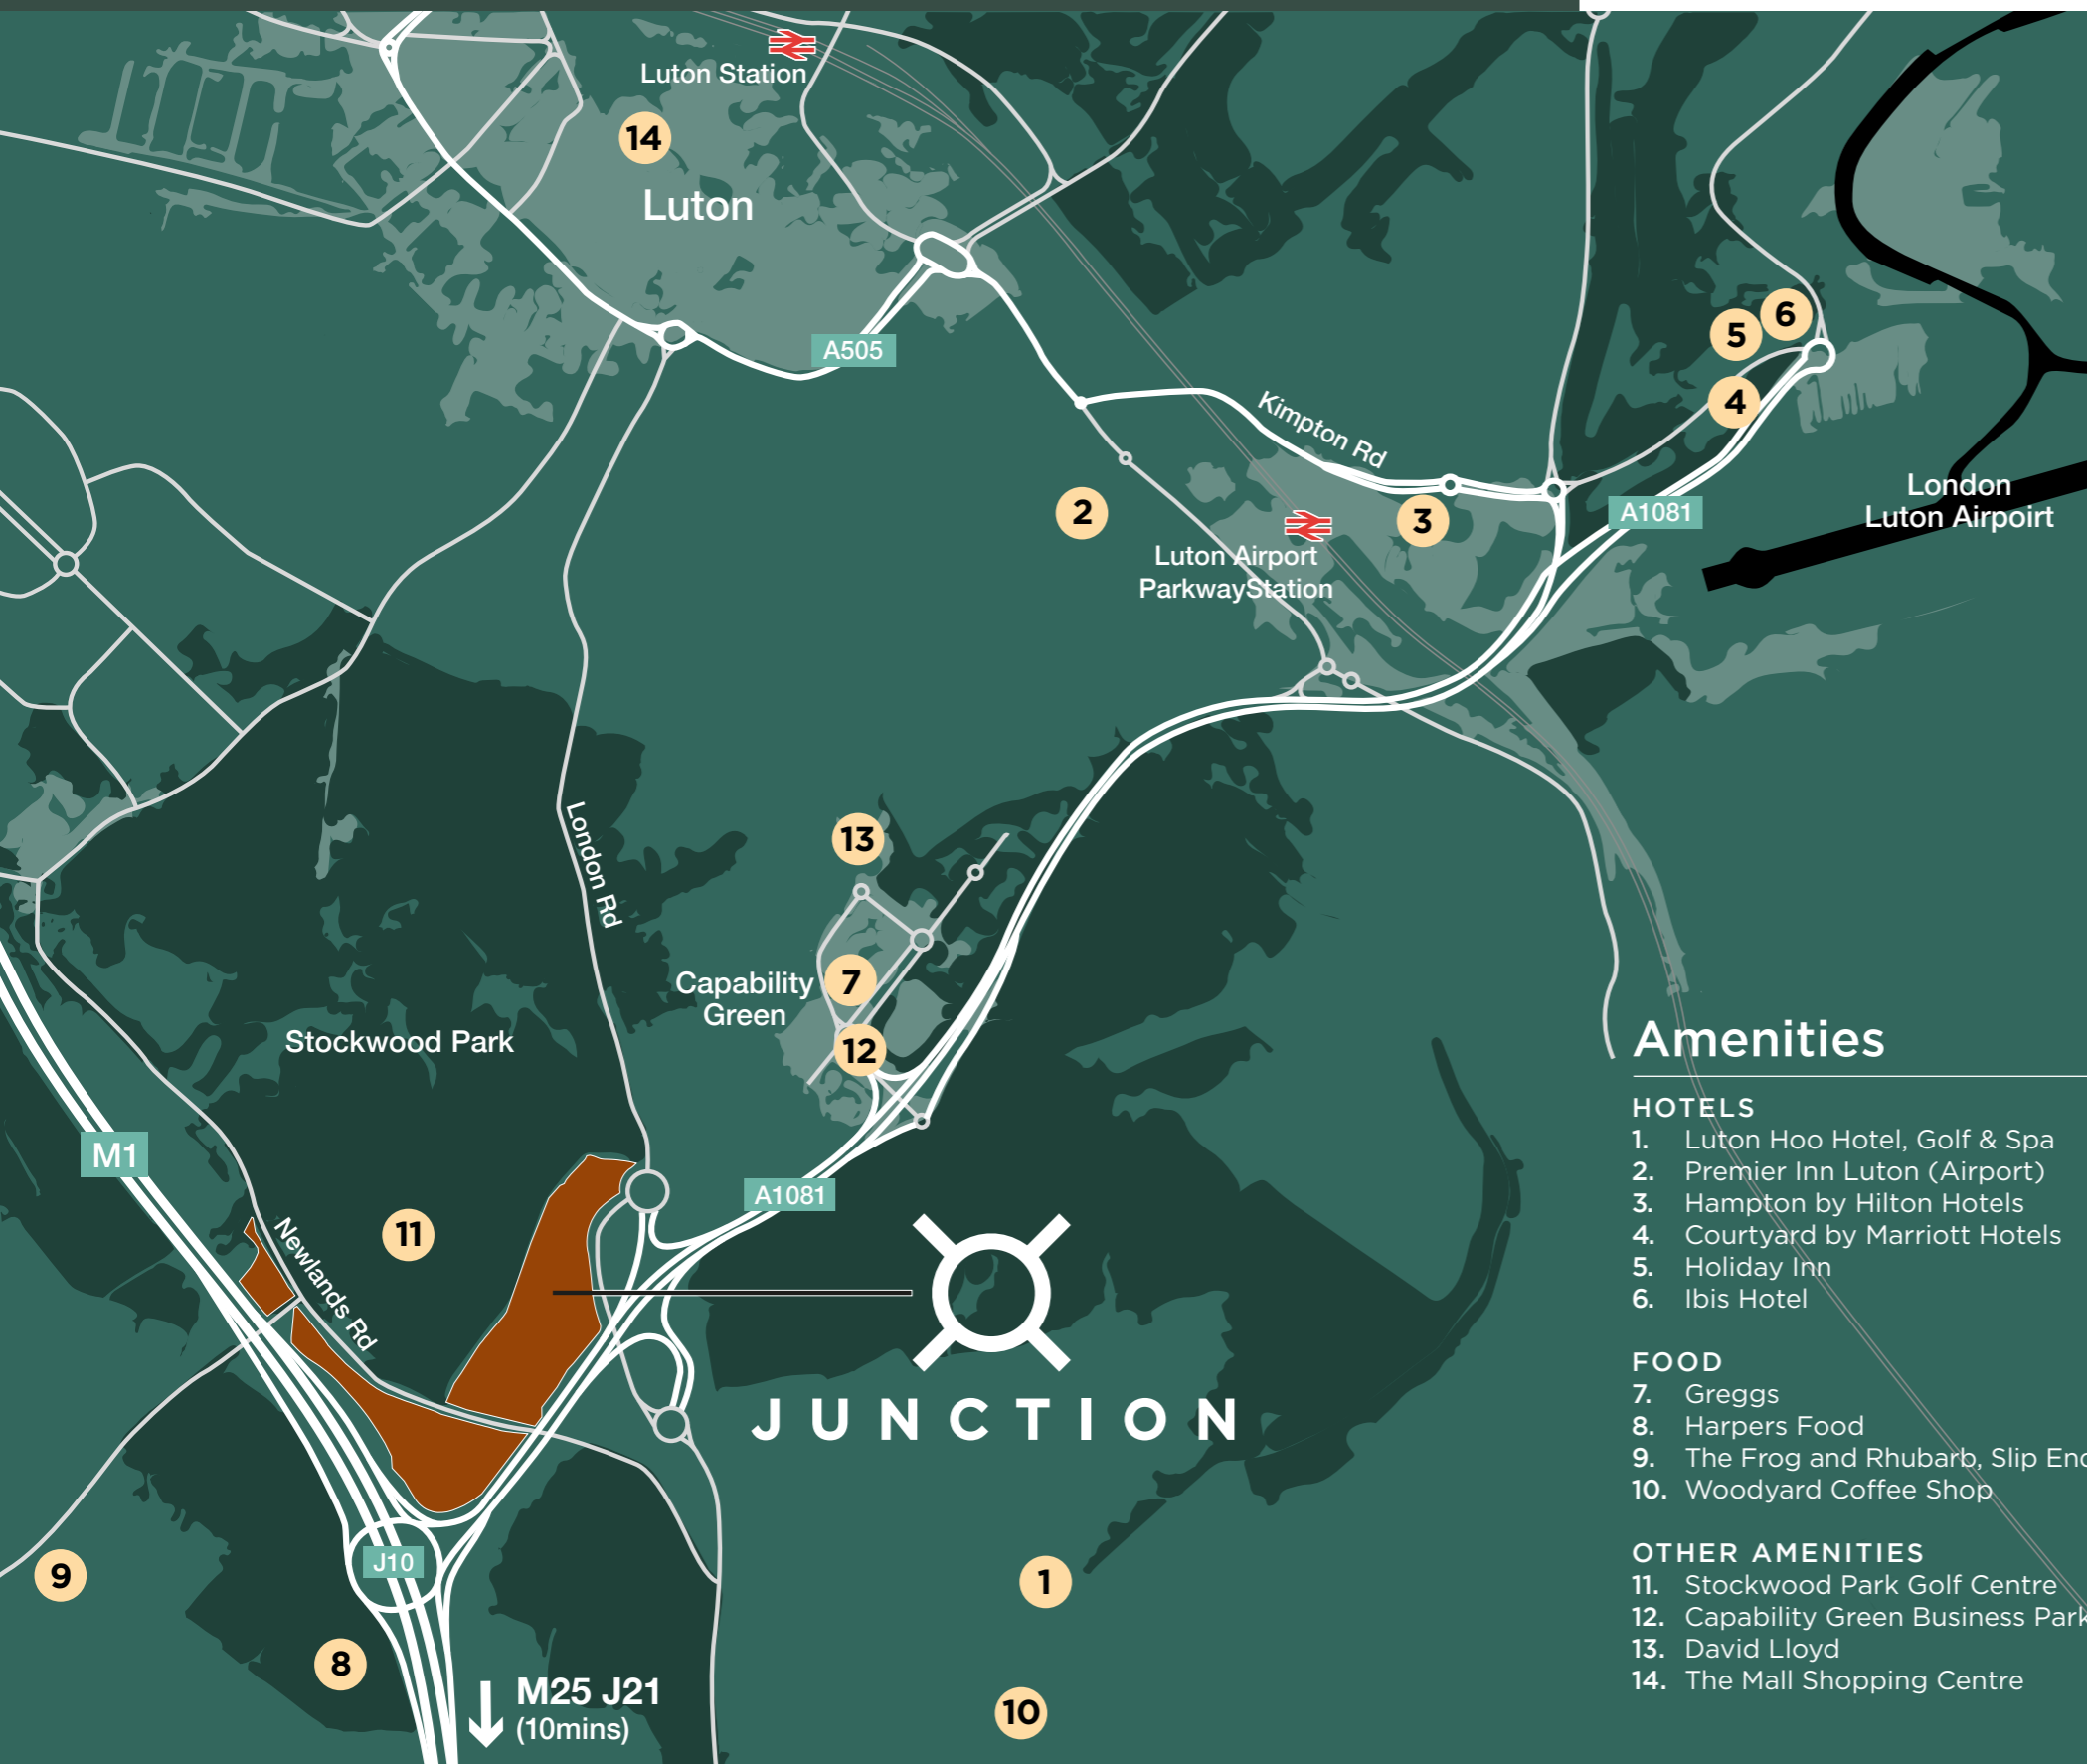 Luton Station
14
Luton
A505
6
5
4
Kimpton Rd
London
Luton Airpoirt
2
3
A1081
Luton Airport
ParkwayStation
London Rd
13
Capability
Green
7
12
Stockwood Park
M1
A1081
11
Newlands Rd
JUNCTION
J10
9
8
1
10
M25 J21
(10mins)
Amenities
HOTELS
1. Luton Hoo Hotel, Golf & Spa
2. Premier Inn Luton (Airport)
3. Hampton by Hilton Hotels
4. Courtyard by Marriott Hotels
5. Holiday Inn
6. Ibis Hotel
FOOD
7. Greggs
8. Harpers Food
9. The Frog and Rhubarb, Slip End
10. Woodyard Coffee Shop
OTHER AMENITIES
11. Stockwood Park Golf Centre
12. Capability Green Business Park
13. David Lloyd
14. The Mall Shopping Centre